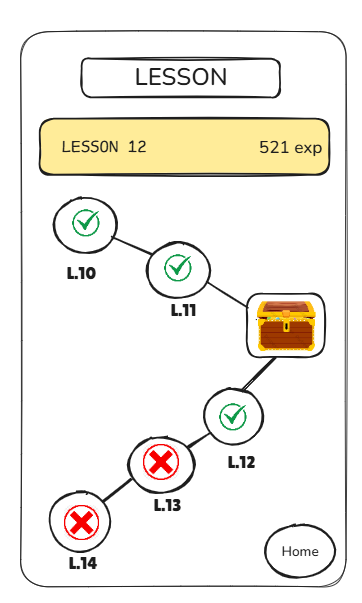 LESSON
LESSON 12 521 exp
L.10
L.11
L.12
L.13
L.14
Home